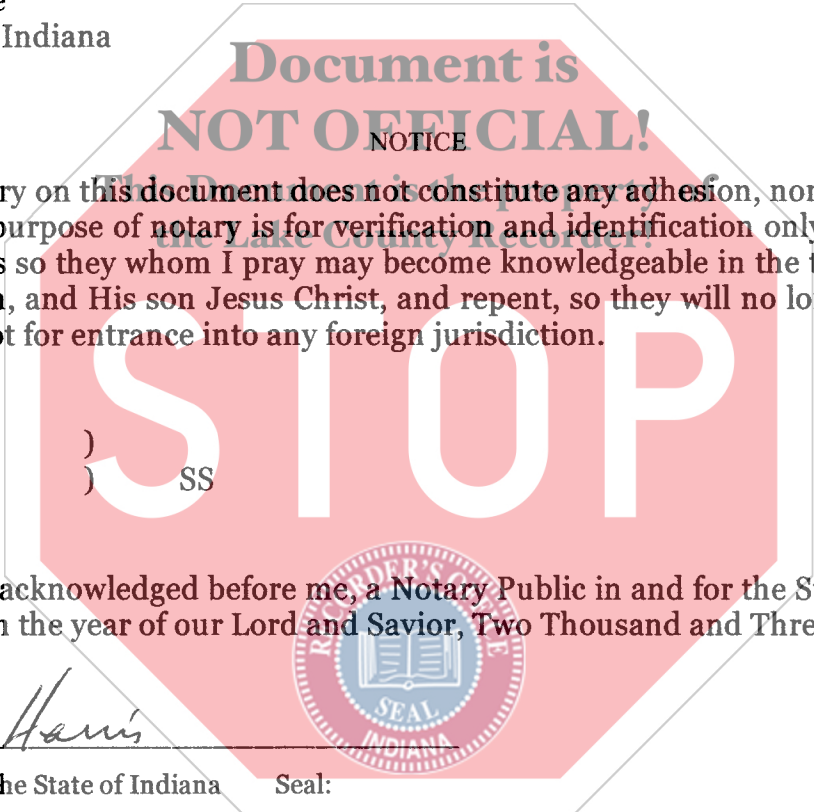 Indiana
Document is
NOT OFFICIAL!
NOTICE
This Document is the property of
ry on this document does not constitute any adhesion, nor
the Lake County Recorder!
purpose of notary is for verification and identification only
s so they whom I pray may become knowledgeable in the t
, and His son Jesus Christ, and repent, so they will no lo
t for entrance into any foreign jurisdiction.
STOP
)
) SS
acknowledged before me, a Notary Public in and for the S
the year of our Lord and Savior, Two Thousand and Thre
RECORDER'S OFFICE
SEAL
INDIANA
Harris
he State of Indiana Seal: